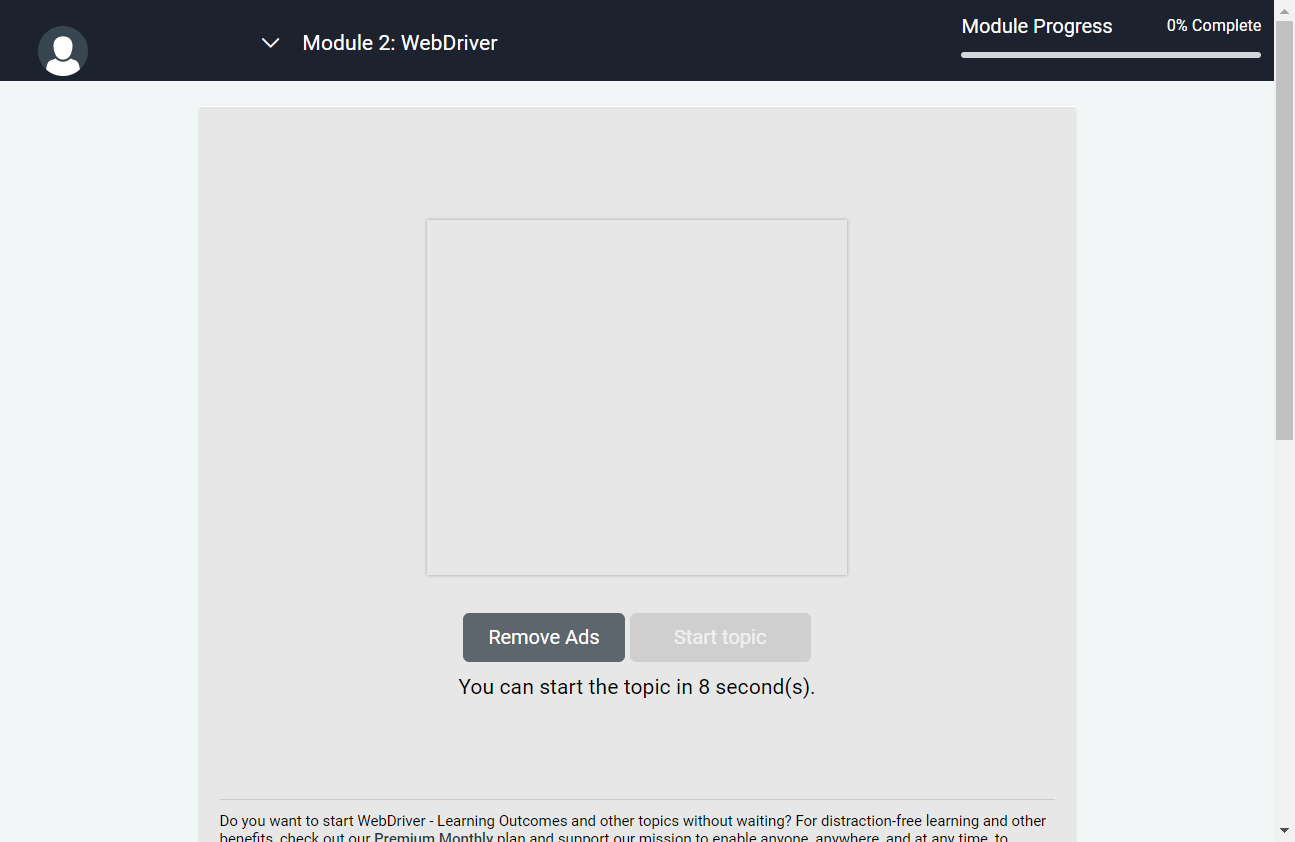 Module 2: WebDriver
Module Progress
0% Complete
Remove Ads
Start topic
You can start the topic in 8 second(s).
Do you want to start WebDriver - Learning Outcomes and other topics without waiting? For distraction-free learning and other
benefits, check out our Premium Monthly plan and support our mission to enable anyone, anywhere, and at any time, to